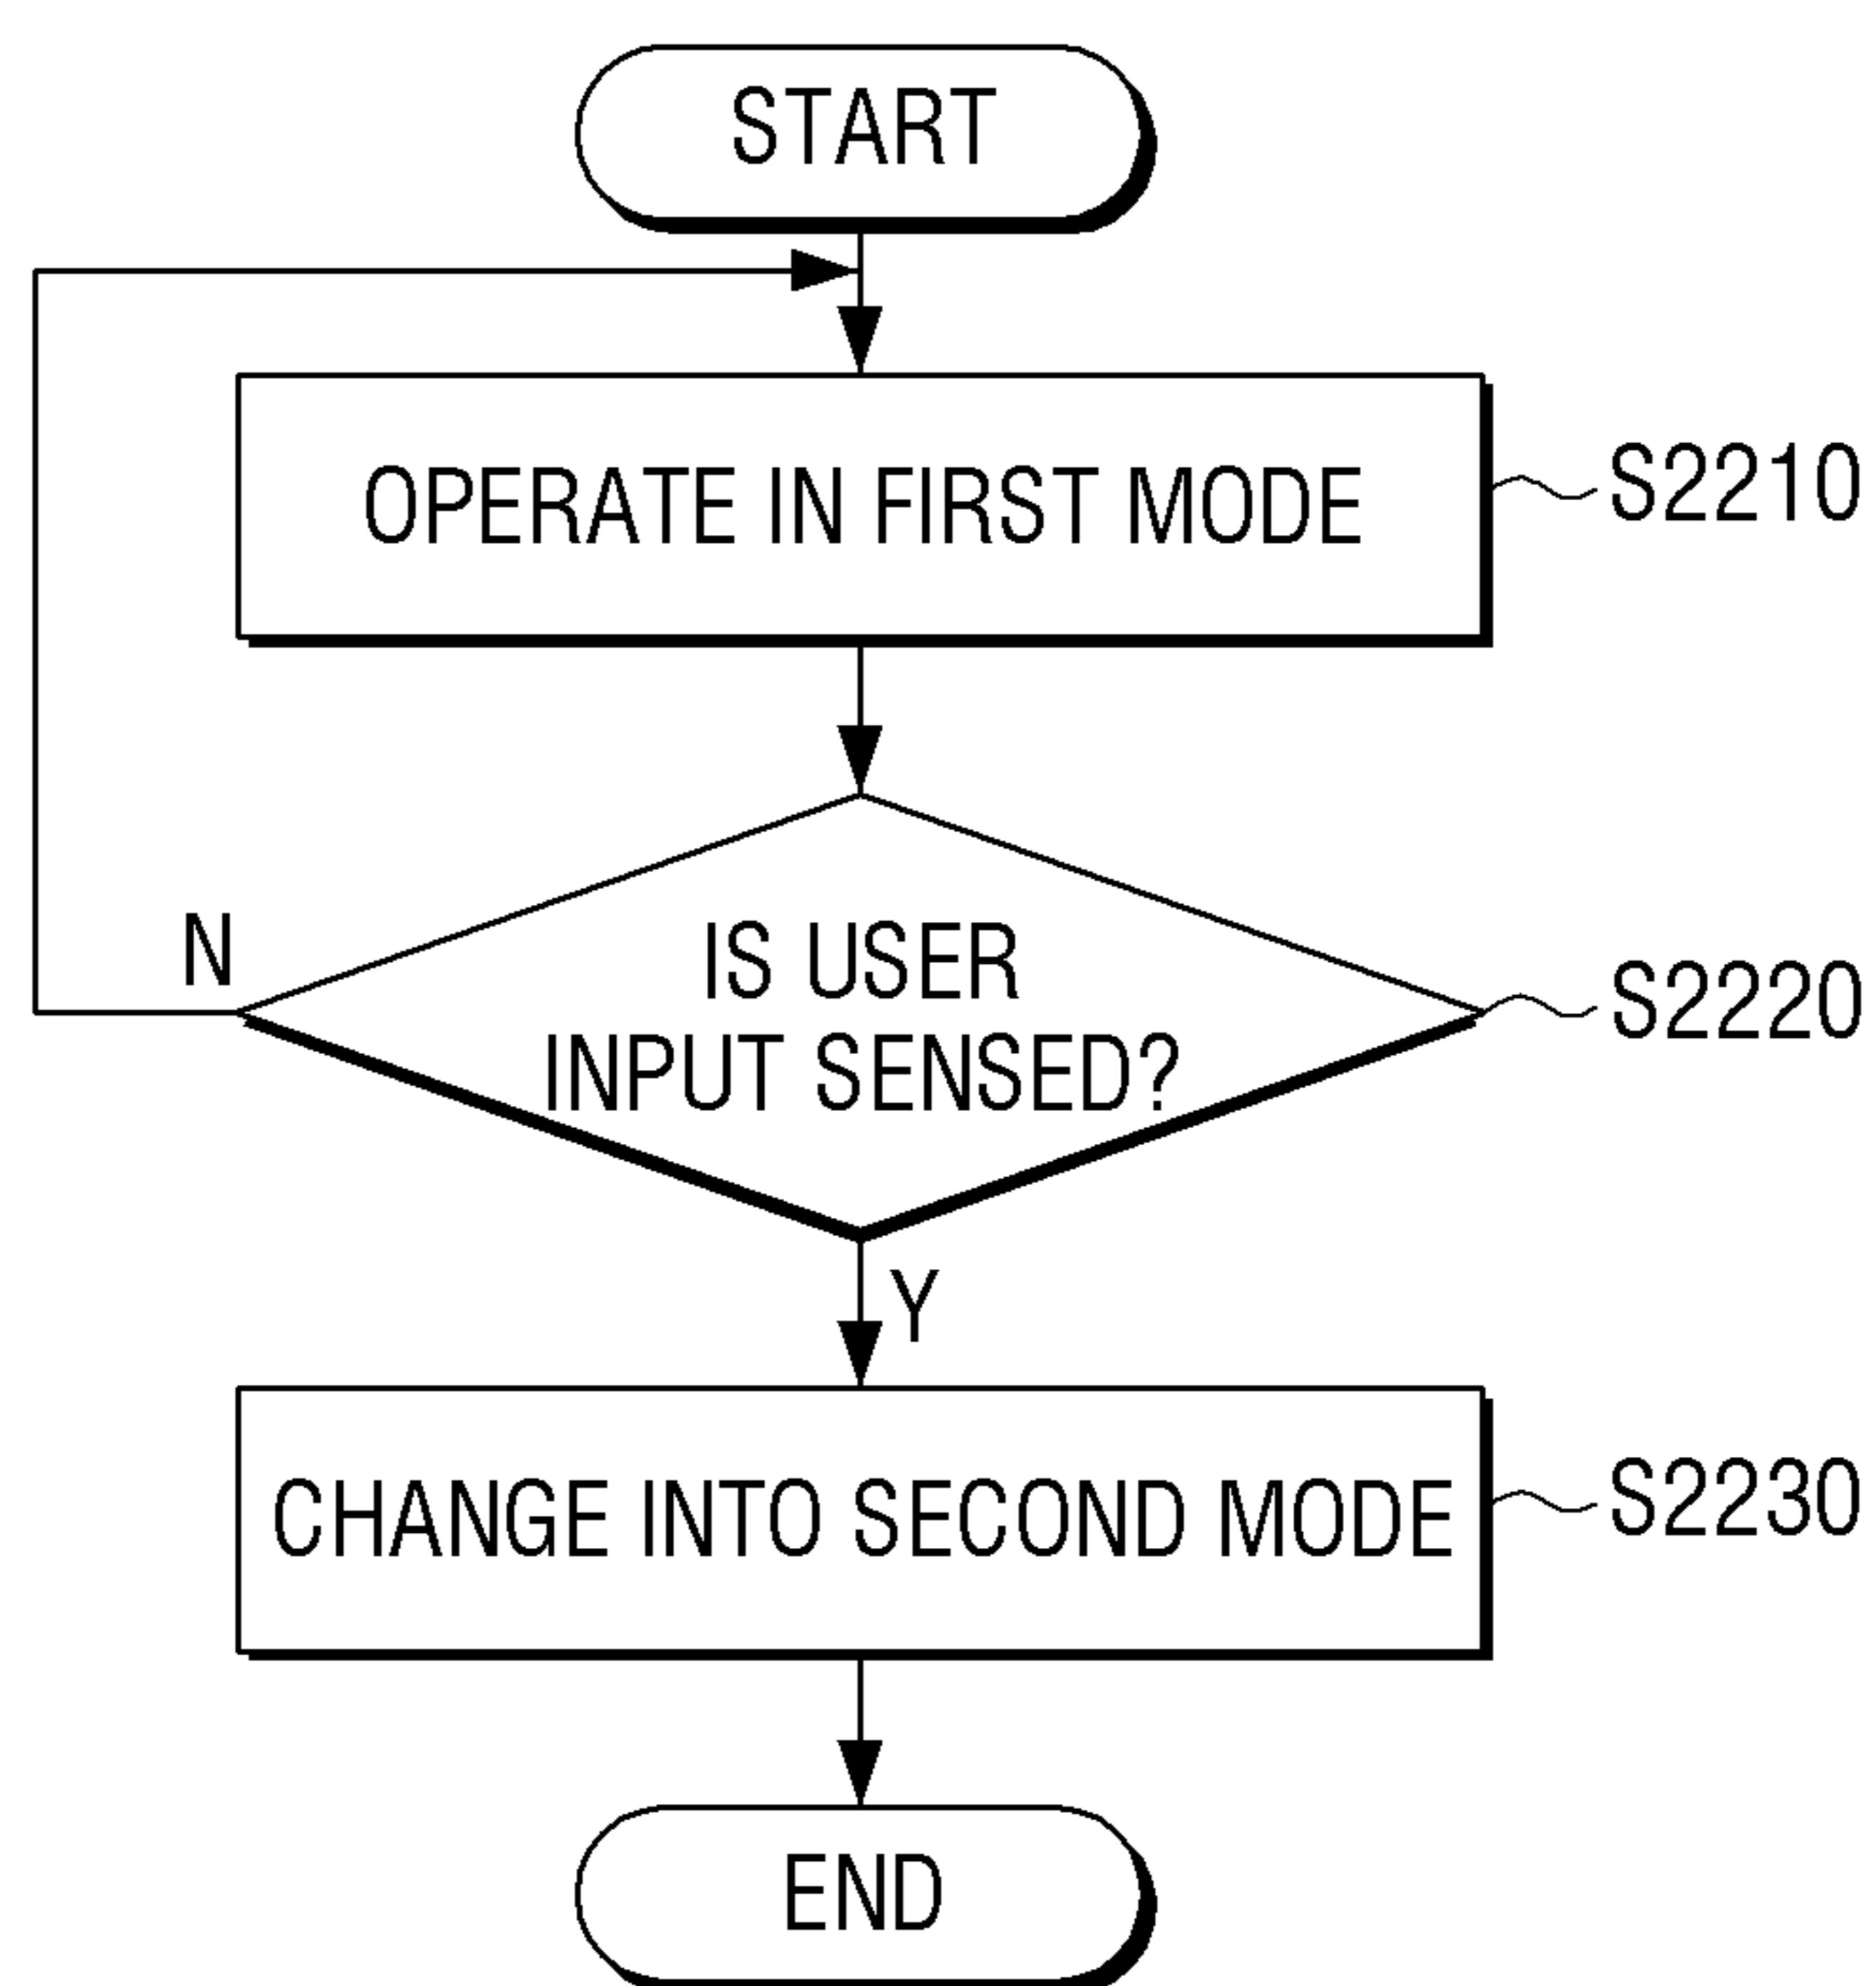 START
OPERATE IN FIRST MODE
S2210
N
IS USER
INPUT SENSED?
S2220
Y
CHANGE INTO SECOND MODE
S2230
END